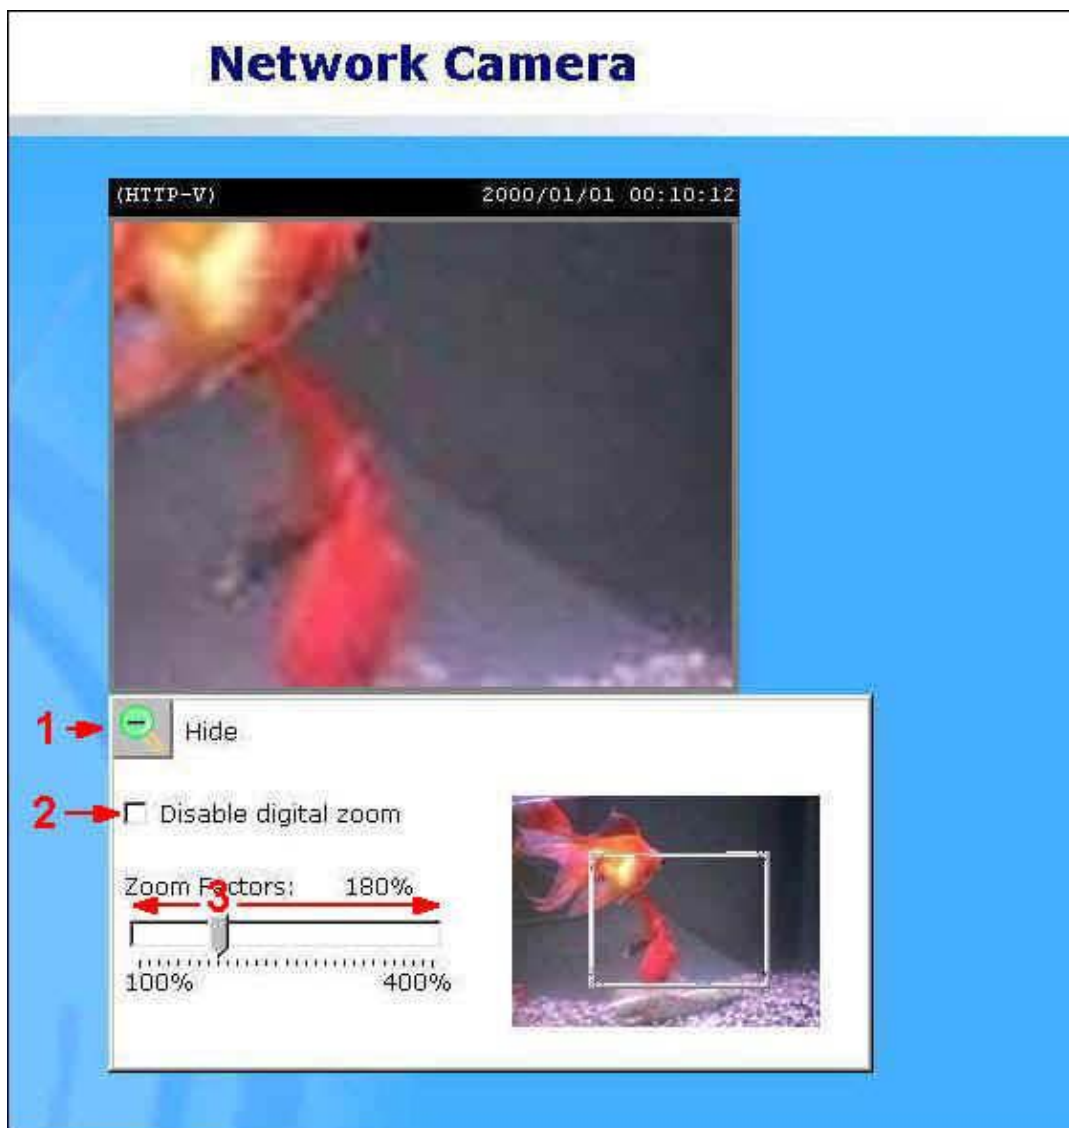 Network Camera
(HTTP-V) 2000/01/01 00:10:12
1 Hide
2 Disable digital zoom
Zoom Factors: 180%
3
100% 400%